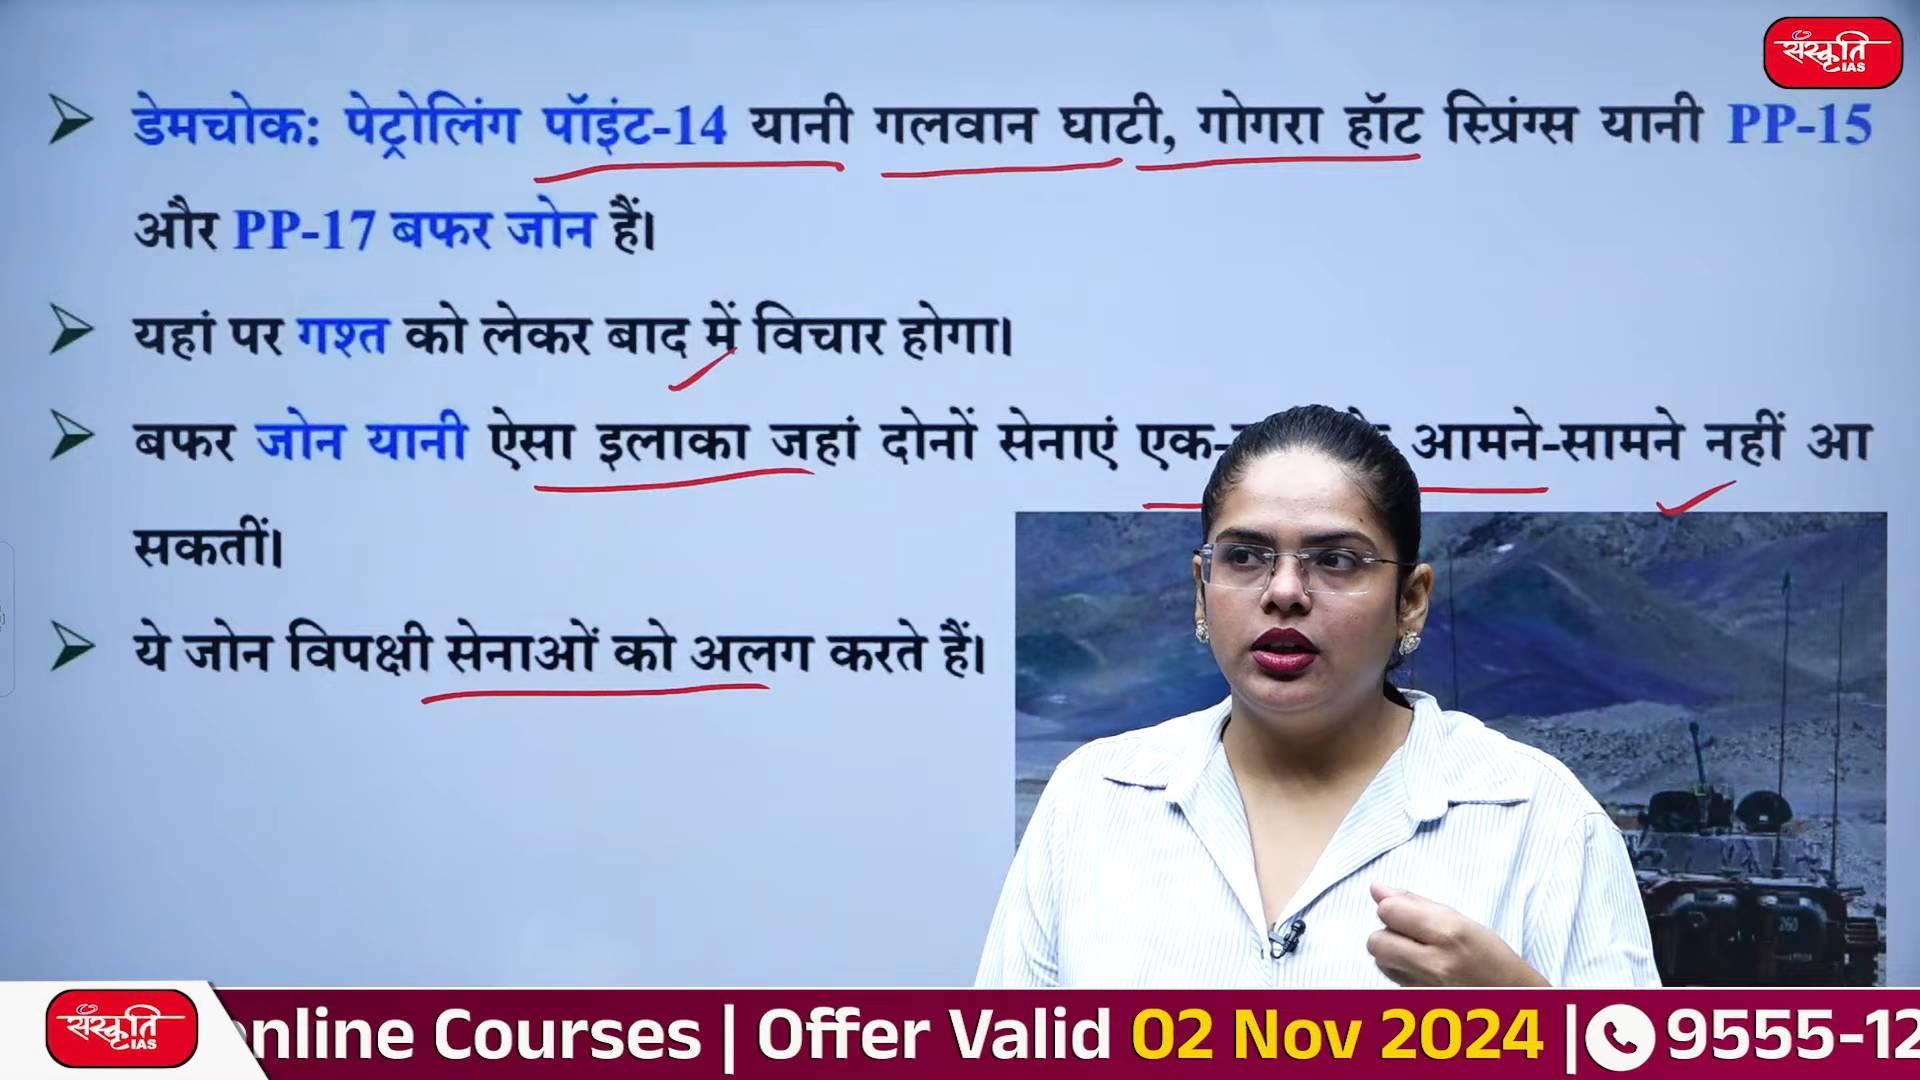 संस्कृति
IAS
डेमचोक: पेट्रोलिंग पॉइंट-14 यानी गलवान घाटी, गोगरा हॉट स्प्रिंग्स यानी PP-15
और PP-17 बफर जोन हैं।
यहां पर गश्त को लेकर बाद में विचार होगा।
बफर जोन यानी ऐसा इलाका जहां दोनों सेनाएं एक- आमने-सामने नहीं आ
सकतीं।
ये जोन विपक्षी सेनाओं को अलग करते हैं।
260
संस्कृति
IAS
nline Courses | Offer Valid 02 Nov 2024 | 9555-12